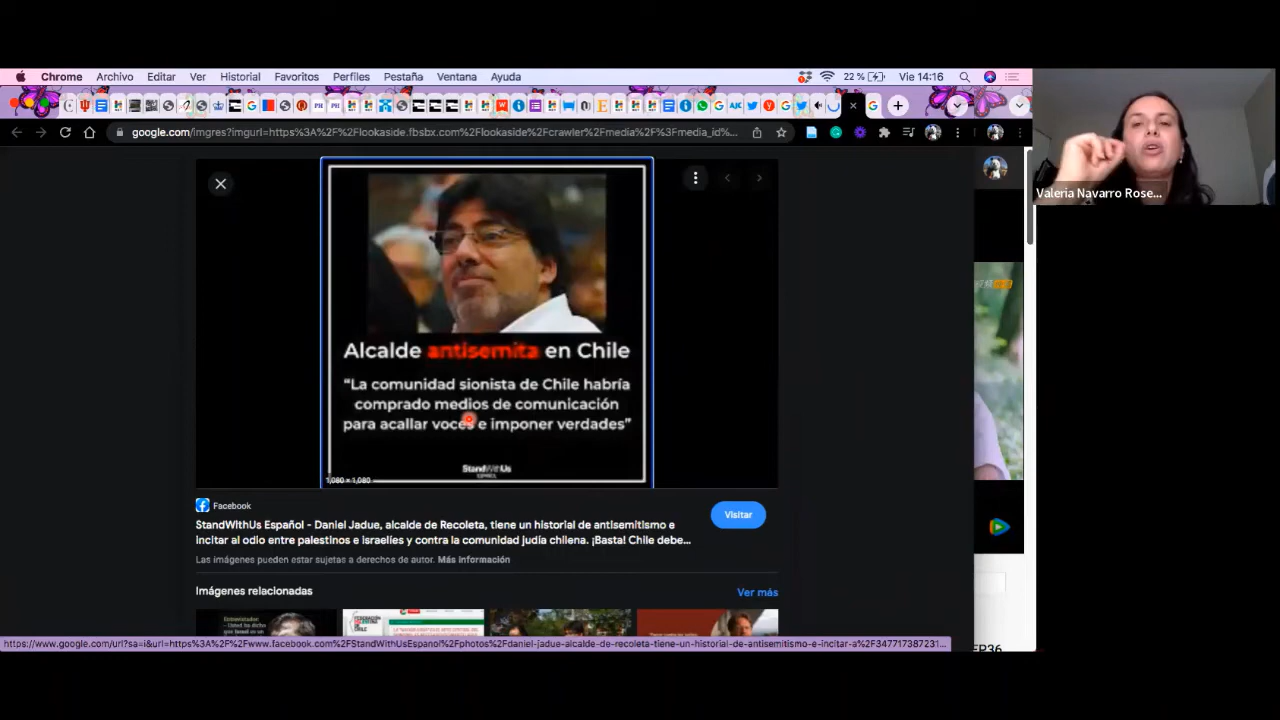 Chrome Archivo Editar Ver Historial Favoritos Perfiles Pestaña Ventana Ayuda
22 % Vie 14:16
google.com/imgres?imgurl=https%3A%2F%2Flookaside.fbsbx.com%2Flookaside%2Fcrawler%2Fmedia%2F%3Fmedia_id%...
Valeria Navarro Rose...
Alcalde antisemita en Chile
“La comunidad sionista de Chile habría
comprado medios de comunicación
para acallar voces e imponer verdades”
StandWithUs
ESPAÑOL
1,080 × 1,080
Facebook
StandWithUs Español - Daniel Jadue, alcalde de Recoleta, tiene un historial de antisemitismo e
incitar al odio entre palestinos e israelíes y contra la comunidad judía chilena. ¡Basta! Chile debe...
Visitar
Las imágenes pueden estar sujetas a derechos de autor. Más información
Imágenes relacionadas
Ver más
https://www.google.com/url?sa=i&url=https%3A%2F%2Fwww.facebook.com%2FStandWithUsEspanol%2Fphotos%2Fdaniel-jadue-alcalde-de-recoleta-tiene-un-historial-de-antisemitismo-e-incitar-a%2F347717387231...
EP36